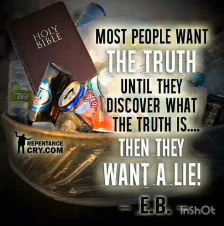 HOLY
BIBLE
MOST PEOPLE WANT
THE TRUTH
UNTIL THEY
DISCOVER WHAT
THE TRUTH IS....
THEN THEY
WANT A LIE!
— E.B. —
REPENTANCE
CRY.COM
InShot